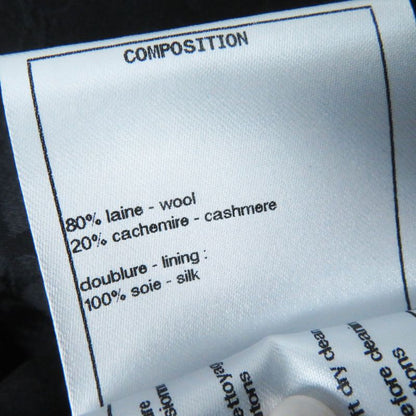 COMPOSITION
80% laine - wool
20% cachemire - cashmere
doublure - lining :
100% soie - silk